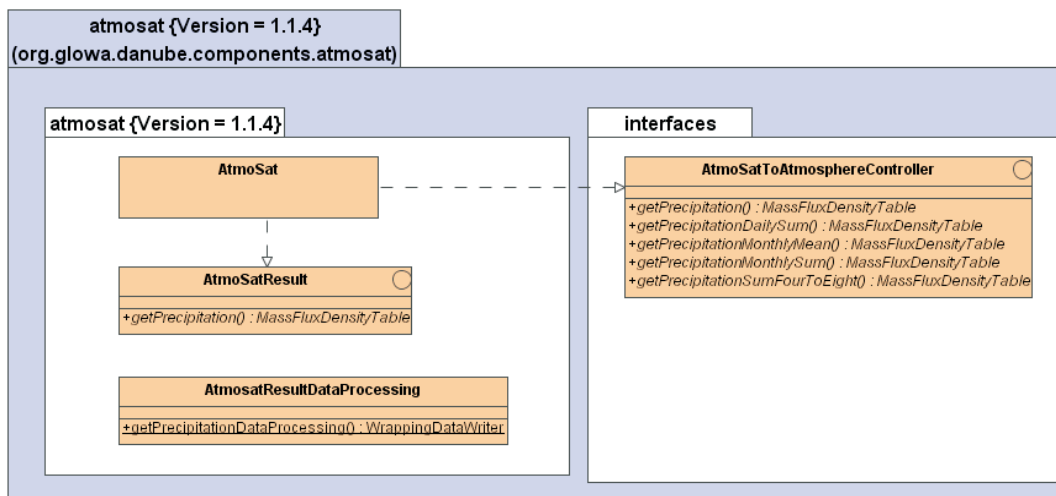 atmosat {Version = 1.1.4}
(org.glowa.danube.components.atmosat)
atmosat {Version = 1.1.4}
AtmoSat
AtmoSatResult
+getPrecipitation() : MassFluxDensityTable
AtmosatResultDataProcessing
+getPrecipitationDataProcessing() : WrappingDataWriter
interfaces
AtmoSatToAtmosphereController
+getPrecipitation() : MassFluxDensityTable
+getPrecipitationDailySum() : MassFluxDensityTable
+getPrecipitationMonthlyMean() : MassFluxDensityTable
+getPrecipitationMonthlySum() : MassFluxDensityTable
+getPrecipitationSumFourToEight() : MassFluxDensityTable